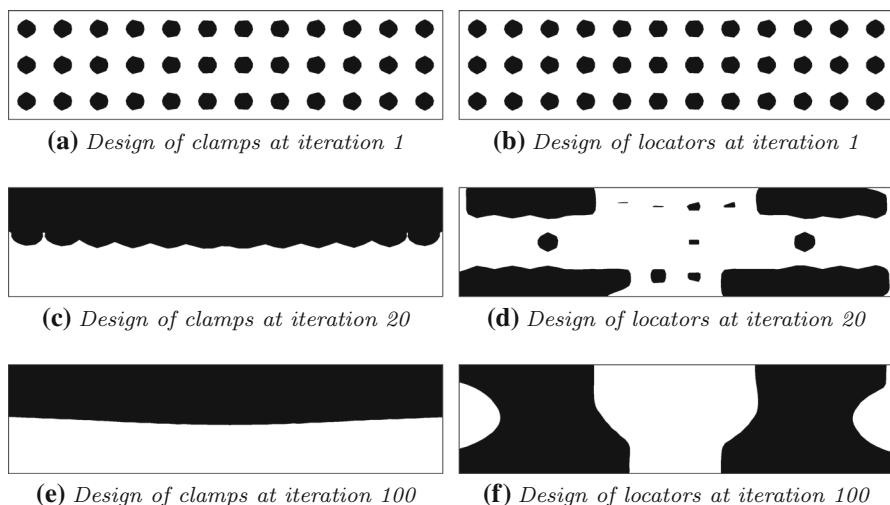 (a) Design of clamps at iteration 1
(b) Design of locators at iteration 1
(c) Design of clamps at iteration 20
(d) Design of locators at iteration 20
(e) Design of clamps at iteration 100
(f) Design of locators at iteration 100